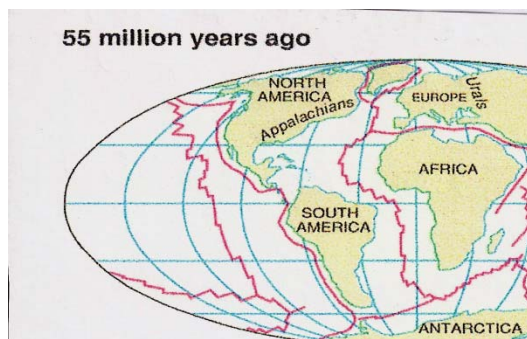 55 million years ago
NORTH
AMERICA
Appalachians
EUROPE
Urals
AFRICA
SOUTH
AMERICA
ANTARCTICA